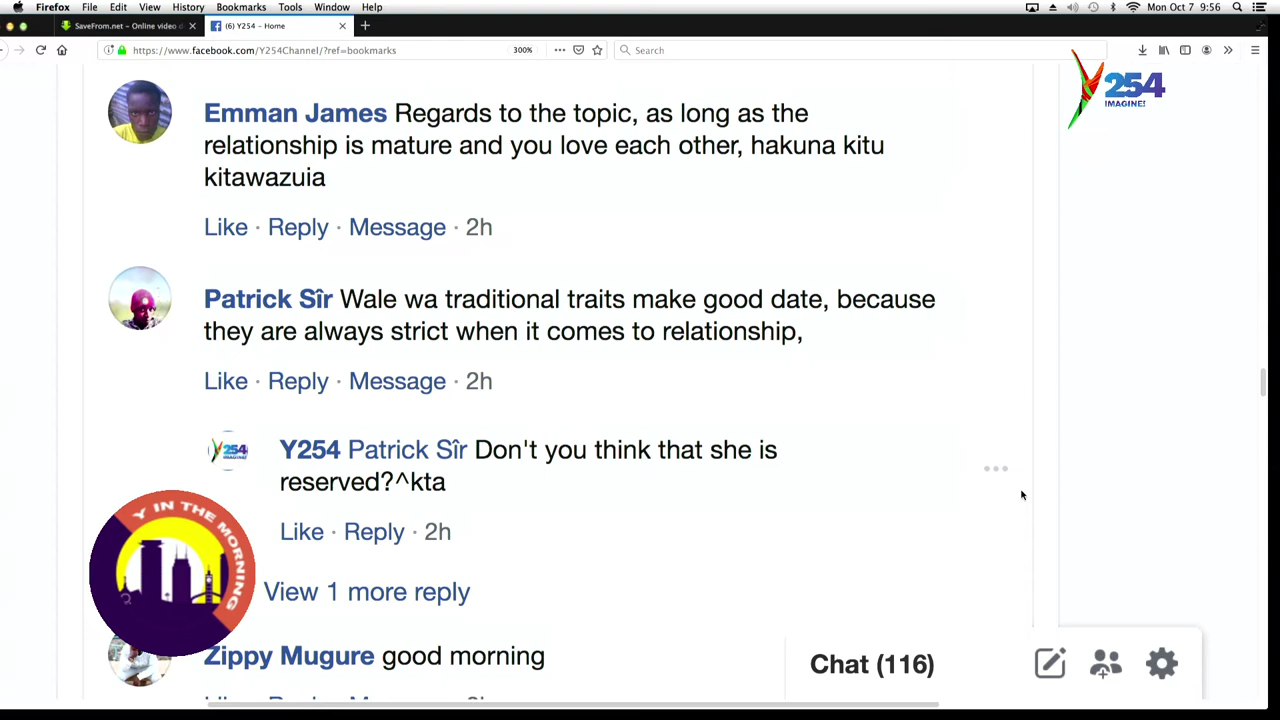 Firefox File Edit View History Bookmarks Tools Window Help Mon Oct 7 9:56
SaveFrom.net – Online video d
(6) Y254 – Home
https://www.facebook.com/Y254Channel/?ref=bookmarks 300% Search
Y254
IMAGINE!
Emman James Regards to the topic, as long as the
relationship is mature and you love each other, hakuna kitu
kitawazuia
Like · Reply · Message · 2h
Patrick Sîr Wale wa traditional traits make good date, because
they are always strict when it comes to relationship,
Like · Reply · Message · 2h
Y254 Patrick Sîr Don't you think that she is
reserved?^kta
Like · Reply · 2h
Y IN THE MORNING
View 1 more reply
Zippy Mugure good morning
Chat (116)